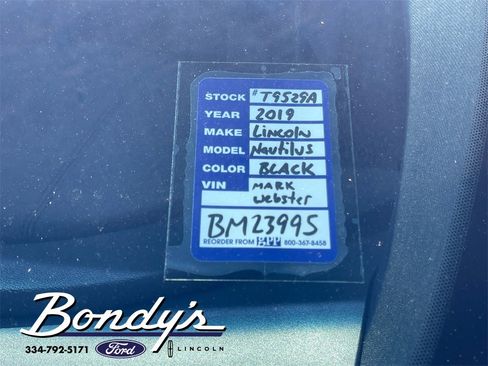 STOCK #T9529A
YEAR 2019
MAKE Lincoln
MODEL Nautilus
COLOR BLACK
VIN MARK
Webster
BM23995
REORDER FROM gpp 800-367-8458
Bondy's
334-792-5171 Ford LINCOLN